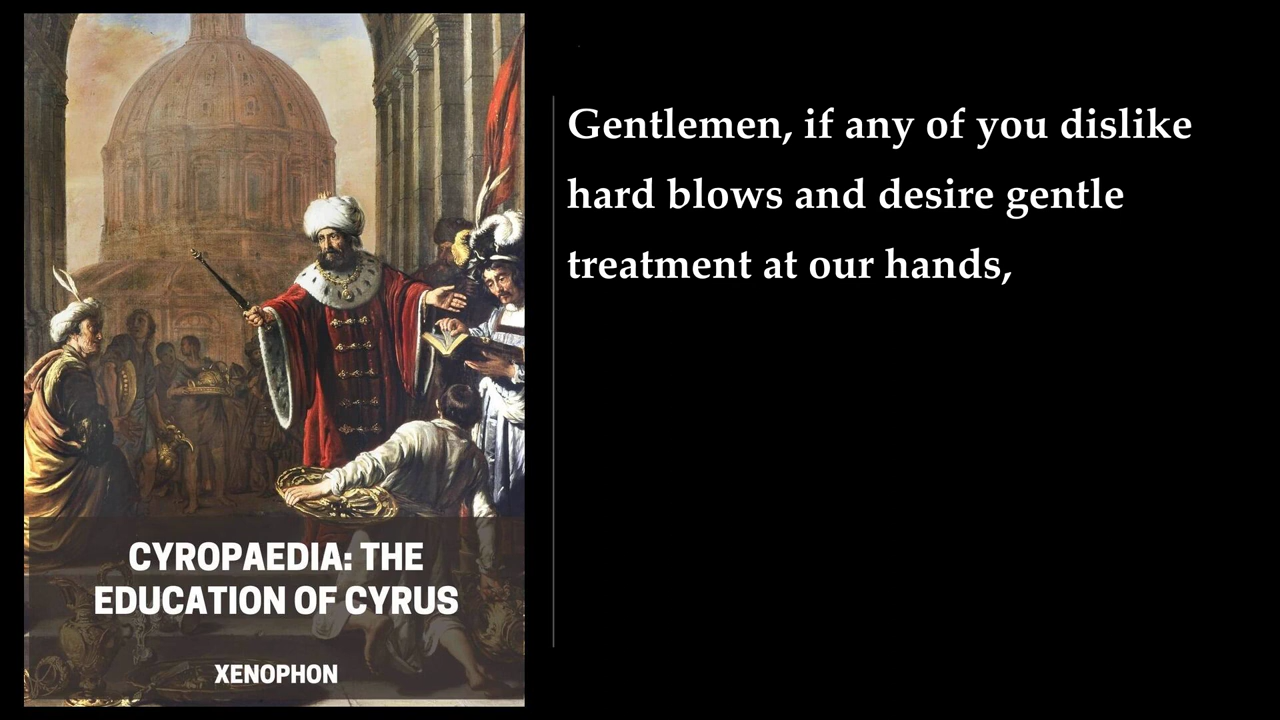 CYROPAEDIA: THE
EDUCATION OF CYRUS
XENOPHON
Gentlemen, if any of you dislike
hard blows and desire gentle
treatment at our hands,